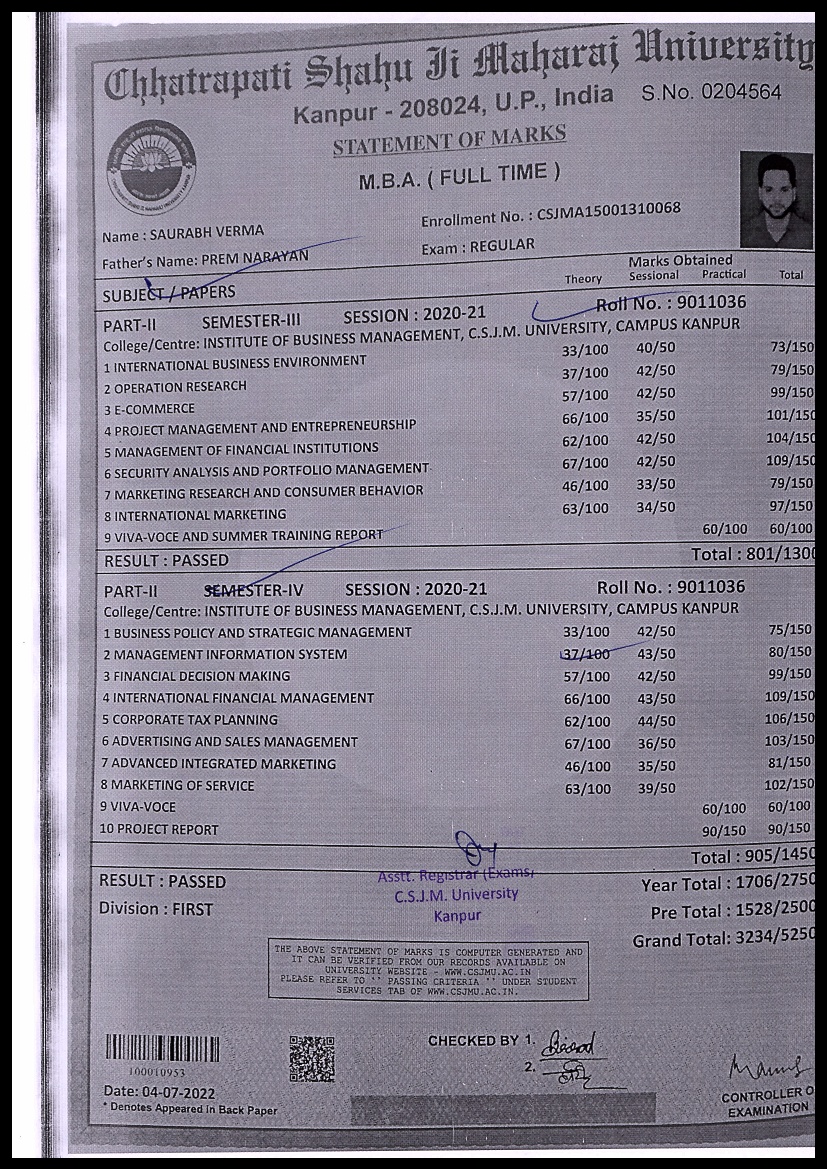 Chhatrapati Shahu Ji Maharaj University
Kanpur - 208024, U.P., India S.No. 0204564
STATEMENT OF MARKS
M.B.A. ( FULL TIME )
Name : SAURABH VERMA Enrollment No. : CSJMA15001310068
Father's Name: PREM NARAYAN Exam : REGULAR
SUBJECT / PAPERS Marks Obtained
Theory Sessional Practical Total
PART-II SEMESTER-III SESSION : 2020-21 Roll No. : 9011036
College/Centre: INSTITUTE OF BUSINESS MANAGEMENT, C.S.J.M. UNIVERSITY, CAMPUS KANPUR
1 INTERNATIONAL BUSINESS ENVIRONMENT 33/100 40/50 73/150
2 OPERATION RESEARCH 37/100 42/50 79/150
3 E-COMMERCE 57/100 42/50 99/150
4 PROJECT MANAGEMENT AND ENTREPRENEURSHIP 66/100 35/50 101/150
5 MANAGEMENT OF FINANCIAL INSTITUTIONS 62/100 42/50 104/150
6 SECURITY ANALYSIS AND PORTFOLIO MANAGEMENT 67/100 42/50 109/150
7 MARKETING RESEARCH AND CONSUMER BEHAVIOR 46/100 33/50 79/150
8 INTERNATIONAL MARKETING 63/100 34/50 97/150
9 VIVA-VOCE AND SUMMER TRAINING REPORT 60/100 60/100
RESULT : PASSED Total : 801/1300
PART-II SEMESTER-IV SESSION : 2020-21 Roll No. : 9011036
College/Centre: INSTITUTE OF BUSINESS MANAGEMENT, C.S.J.M. UNIVERSITY, CAMPUS KANPUR
1 BUSINESS POLICY AND STRATEGIC MANAGEMENT 33/100 42/50 75/150
2 MANAGEMENT INFORMATION SYSTEM 37/100 43/50 80/150
3 FINANCIAL DECISION MAKING 57/100 42/50 99/150
4 INTERNATIONAL FINANCIAL MANAGEMENT 66/100 43/50 109/150
5 CORPORATE TAX PLANNING 62/100 44/50 106/150
6 ADVERTISING AND SALES MANAGEMENT 67/100 36/50 103/150
7 ADVANCED INTEGRATED MARKETING 46/100 35/50 81/150
8 MARKETING OF SERVICE 63/100 39/50 102/150
9 VIVA-VOCE 60/100 60/100
10 PROJECT REPORT 90/150 90/150
Total : 905/1450
RESULT : PASSED Year Total : 1706/2750
Division : FIRST Pre Total : 1528/2500
Grand Total: 3234/5250
Asstt. Registrar (Exams)
C.S.J.M. University
Kanpur
THE ABOVE STATEMENT OF MARKS IS COMPUTER GENERATED AND
IT CAN BE VERIFIED FROM OUR RECORDS AVAILABLE ON
UNIVERSITY WEBSITE - WWW.CSJMU.AC.IN
PLEASE REFER TO '' PASSING CRITERIA '' UNDER STUDENT
SERVICES TAB OF WWW.CSJMU.AC.IN.
CHECKED BY 1.
2.
100010953
Date: 04-07-2022
* Denotes Appeared in Back Paper
CONTROLLER O
EXAMINATION